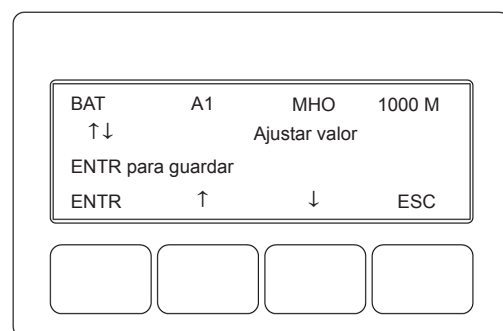 BAT A1 MHO 1000 M
↑↓ Ajustar valor
ENTR para guardar
ENTR ↑ ↓ ESC